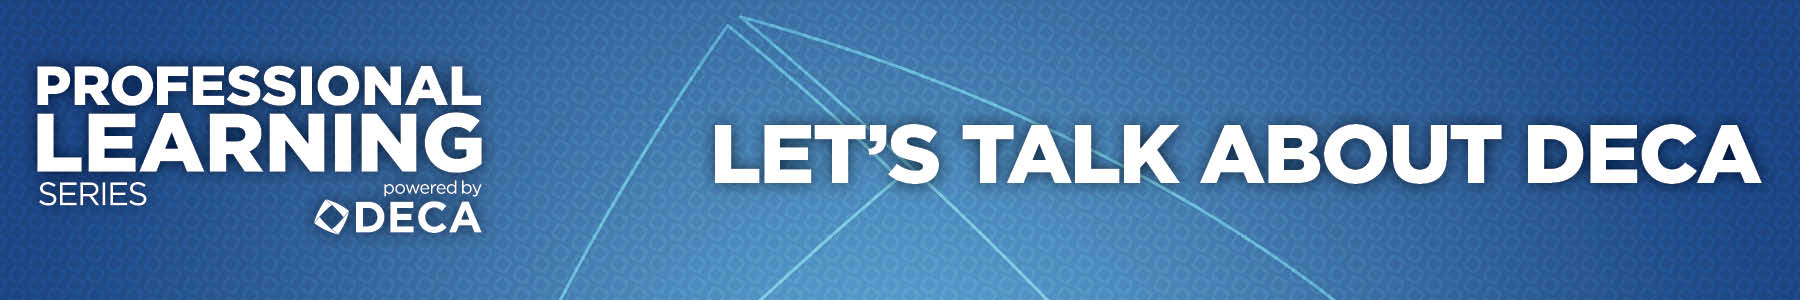 PROFESSIONAL
LEARNING
SERIES
powered by
DECA
LET'S TALK ABOUT DECA